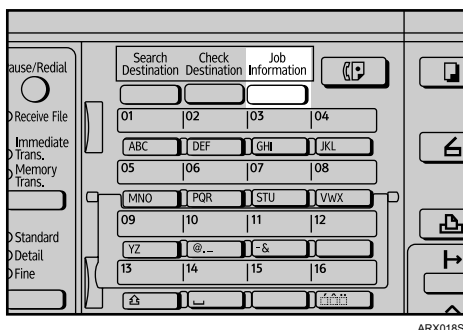 Search Check Job
Destination Destination Information
ause/Redial
Receive File
Immediate
Trans.
Memory
Trans.
Standard
Detail
Fine
01 02 03 04
ABC DEF GHI JKL
05 06 07 08
MNO PQR STU VWX
09 10 11 12
YZ @._ -&
13 14 15 16
ARX018S